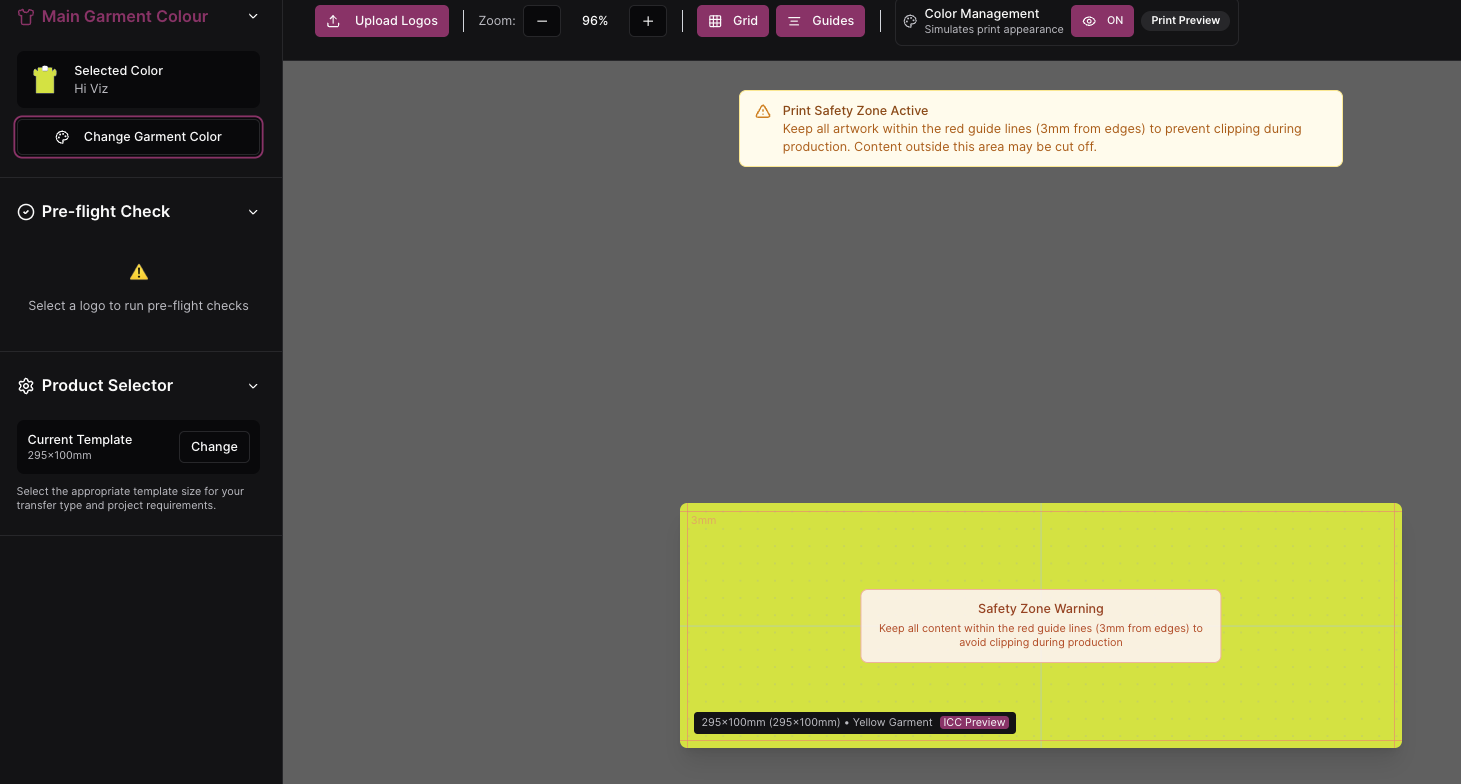 Main Garment Colour
Selected Color
Hi Viz
Change Garment Color
Pre-flight Check
Select a logo to run pre-flight checks
Product Selector
Current Template
295×100mm
Change
Select the appropriate template size for your
transfer type and project requirements.
Upload Logos
Zoom:
96%
Grid
Guides
Color Management
Simulates print appearance
ON
Print Preview
Print Safety Zone Active
Keep all artwork within the red guide lines (3mm from edges) to prevent clipping during
production. Content outside this area may be cut off.
3mm
Safety Zone Warning
Keep all content within the red guide lines (3mm from edges) to
avoid clipping during production
295×100mm (295×100mm) • Yellow Garment ICC Preview